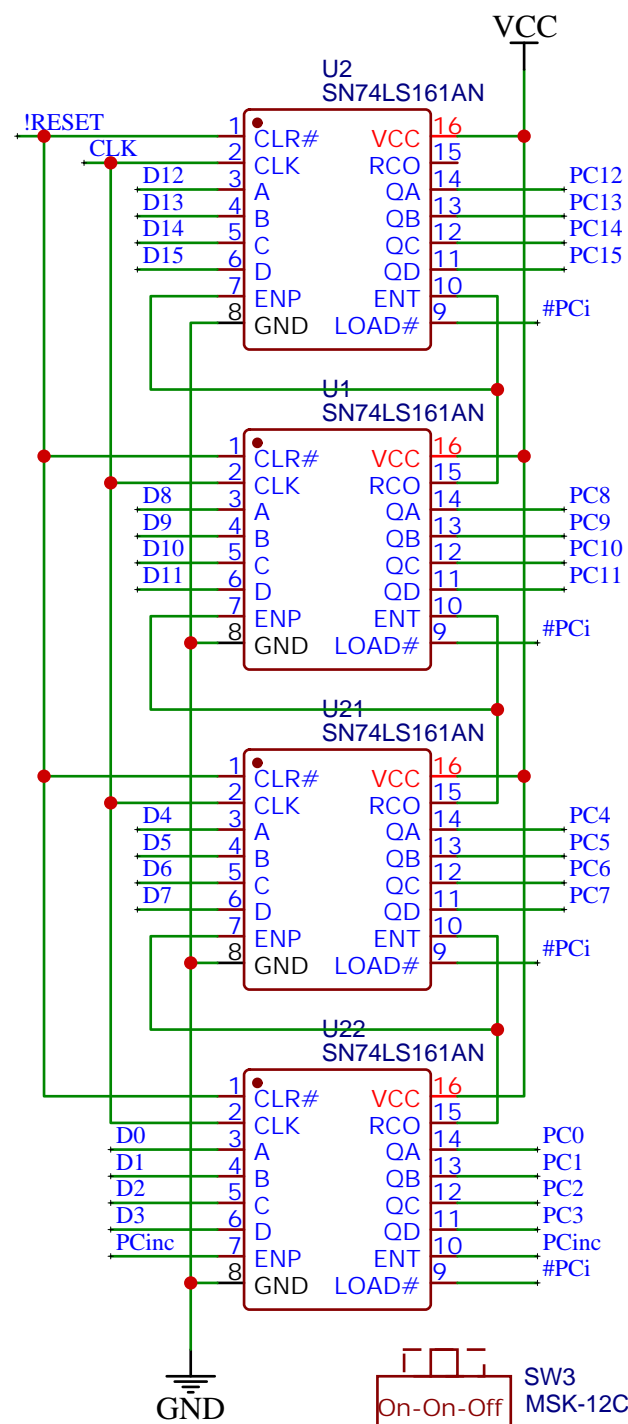 VCC
U2
SN74LS161AN
!RESET 1 CLR# VCC 16
CLK 2 CLK RCO 15
D12 3 A QA 14 PC12
D13 4 B QB 13 PC13
D14 5 C QC 12 PC14
D15 6 D QD 11 PC15
7 ENP ENT 10
8 GND LOAD# 9 #PCi
U1
SN74LS161AN
1 CLR# VCC 16
2 CLK RCO 15
D8 3 A QA 14 PC8
D9 4 B QB 13 PC9
D10 5 C QC 12 PC10
D11 6 D QD 11 PC11
7 ENP ENT 10
8 GND LOAD# 9 #PCi
U21
SN74LS161AN
1 CLR# VCC 16
2 CLK RCO 15
D4 3 A QA 14 PC4
D5 4 B QB 13 PC5
D6 5 C QC 12 PC6
D7 6 D QD 11 PC7
7 ENP ENT 10
8 GND LOAD# 9 #PCi
U22
SN74LS161AN
1 CLR# VCC 16
2 CLK RCO 15
D0 3 A QA 14 PC0
D1 4 B QB 13 PC1
D2 5 C QC 12 PC2
D3 6 D QD 11 PC3
PCinc 7 ENP ENT 10 PCinc
8 GND LOAD# 9 #PCi
GND
SW3
On-On-Off MSK-12C